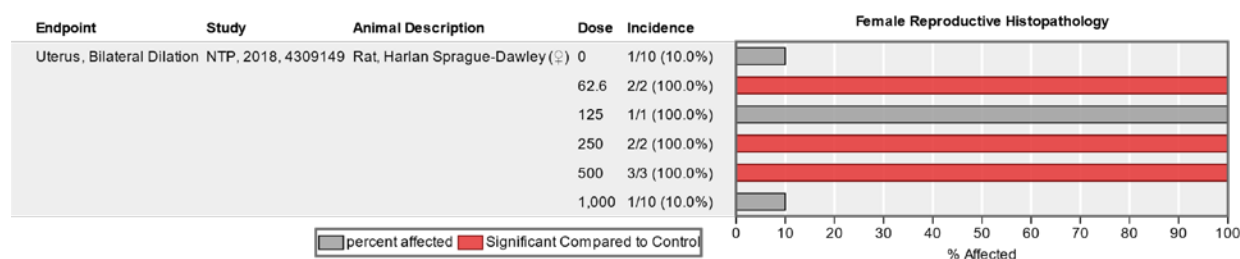 Female Reproductive Histopathology
Endpoint Study Animal Description Dose Incidence
Uterus, Bilateral Dilation NTP, 2018, 4309149 Rat, Harlan Sprague-Dawley (♀) 0 1/10 (10.0%)
62.6 2/2 (100.0%)
125 1/1 (100.0%)
250 2/2 (100.0%)
500 3/3 (100.0%)
1,000 1/10 (10.0%)
0 10 20 30 40 50 60 70 80 90 100
percent affected Significant Compared to Control
% Affected